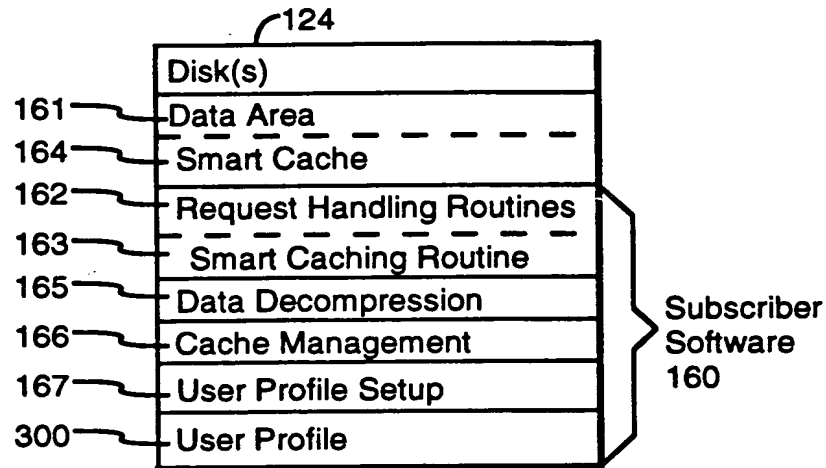 124
Disk(s)
161 Data Area
164 Smart Cache
162 Request Handling Routines
163 Smart Caching Routine
165 Data Decompression
166 Cache Management
167 User Profile Setup
300 User Profile
Subscriber
Software
160